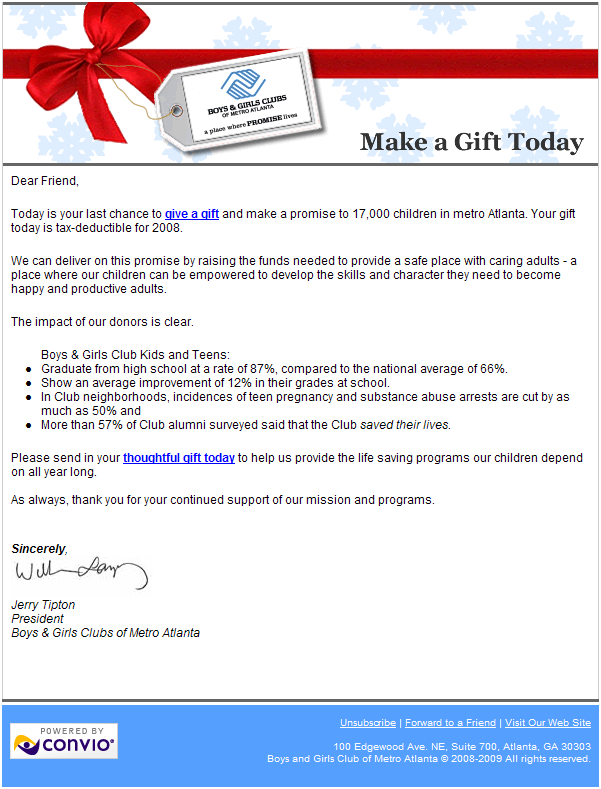 BOYS & GIRLS CLUBS
OF METRO ATLANTA
a place where PROMISE lives
Make a Gift Today
Dear Friend,
Today is your last chance to give a gift and make a promise to 17,000 children in metro Atlanta. Your gift
today is tax-deductible for 2008.
We can deliver on this promise by raising the funds needed to provide a safe place with caring adults - a
place where our children can be empowered to develop the skills and character they need to become
happy and productive adults.
The impact of our donors is clear.
Boys & Girls Club Kids and Teens:
● Graduate from high school at a rate of 87%, compared to the national average of 66%.
● Show an average improvement of 12% in their grades at school.
● In Club neighborhoods, incidences of teen pregnancy and substance abuse arrests are cut by as
much as 50% and
● More than 57% of Club alumni surveyed said that the Club saved their lives.
Please send in your thoughtful gift today to help us provide the life saving programs our children depend
on all year long.
As always, thank you for your continued support of our mission and programs.
Sincerely,
Jerry Tipton
President
Boys & Girls Clubs of Metro Atlanta
POWERED BY
convio
Unsubscribe | Forward to a Friend | Visit Our Web Site
100 Edgewood Ave. NE, Suite 700, Atlanta, GA 30303
Boys and Girls Club of Metro Atlanta © 2008-2009 All rights reserved.